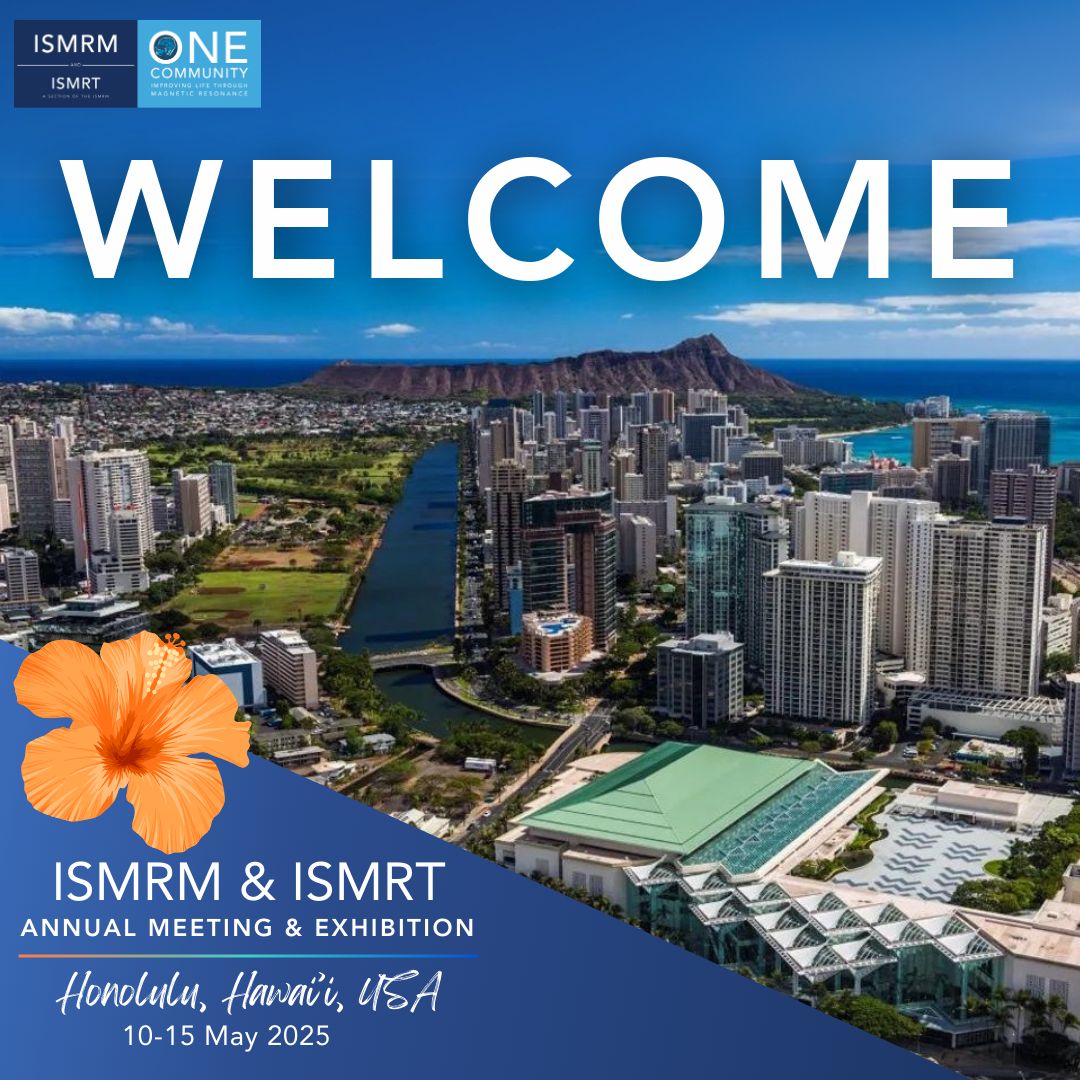 ISMRM
AND
ISMRT
A SECTION OF THE ISMRM
ONE
COMMUNITY
IMPROVING LIFE THROUGH
MAGNETIC RESONANCE
WELCOME
ISMRM & ISMRT
ANNUAL MEETING & EXHIBITION
Honolulu, Hawai'i, USA
10-15 May 2025